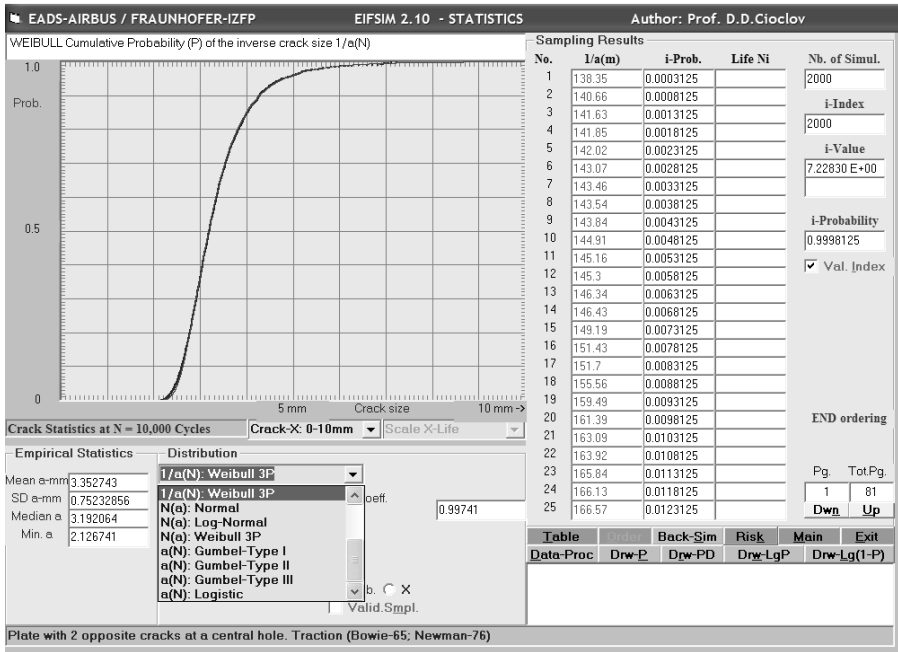 EADS-AIRBUS / FRAUNHOFER-IZFP EIFSIM 2.10 - STATISTICS Author: Prof. D.D.Cioclov
WEIBULL Cumulative Probability (P) of the inverse crack size 1/a(N)
1.0
Prob.
0.5
0
5 mm Crack size 10 mm->
Crack Statistics at N = 10,000 Cycles Crack-X: 0-10mm Scale X-Life
Empirical Statistics
Mean a-mm 3.352743
SD a-mm 0.75232856
Median a 3.192064
Min. a 2.126741
Distribution
1/a(N): Weibull 3P
1/a(N): Weibull 3P
N(a): Normal
N(a): Log-Normal
N(a): Weibull 3P
a(N): Gumbel-Type I
a(N): Gumbel-Type II
a(N): Gumbel-Type III
a(N): Logistic
oeff.
0.99741
b. X
Valid.Smpl.
Sampling Results
No. 1/a(m) i-Prob. Life Ni
1 138.35 0.0003125
2 140.66 0.0008125
3 141.63 0.0013125
4 141.85 0.0018125
5 142.02 0.0023125
6 143.07 0.0028125
7 143.46 0.0033125
8 143.54 0.0038125
9 143.84 0.0043125
10 144.91 0.0048125
11 145.16 0.0053125
12 145.3 0.0058125
13 146.34 0.0063125
14 146.43 0.0068125
15 149.19 0.0073125
16 151.43 0.0078125
17 151.7 0.0083125
18 155.56 0.0088125
19 159.49 0.0093125
20 161.39 0.0098125
21 163.09 0.0103125
22 163.92 0.0108125
23 165.84 0.0113125
24 166.13 0.0118125
25 166.57 0.0123125
Nb. of Simul.
2000
i-Index
2000
i-Value
7.22830 E+00
i-Probability
0.9998125
Val. Index
END ordering
Pg. Tot.Pg.
1 81
Dwn Up
Table Order Back-Sim Risk Main Exit
Data-Proc Drw-P Drw-PD Drw-LgP Drw-Lg(1-P)
Plate with 2 opposite cracks at a central hole. Traction (Bowie-65; Newman-76)